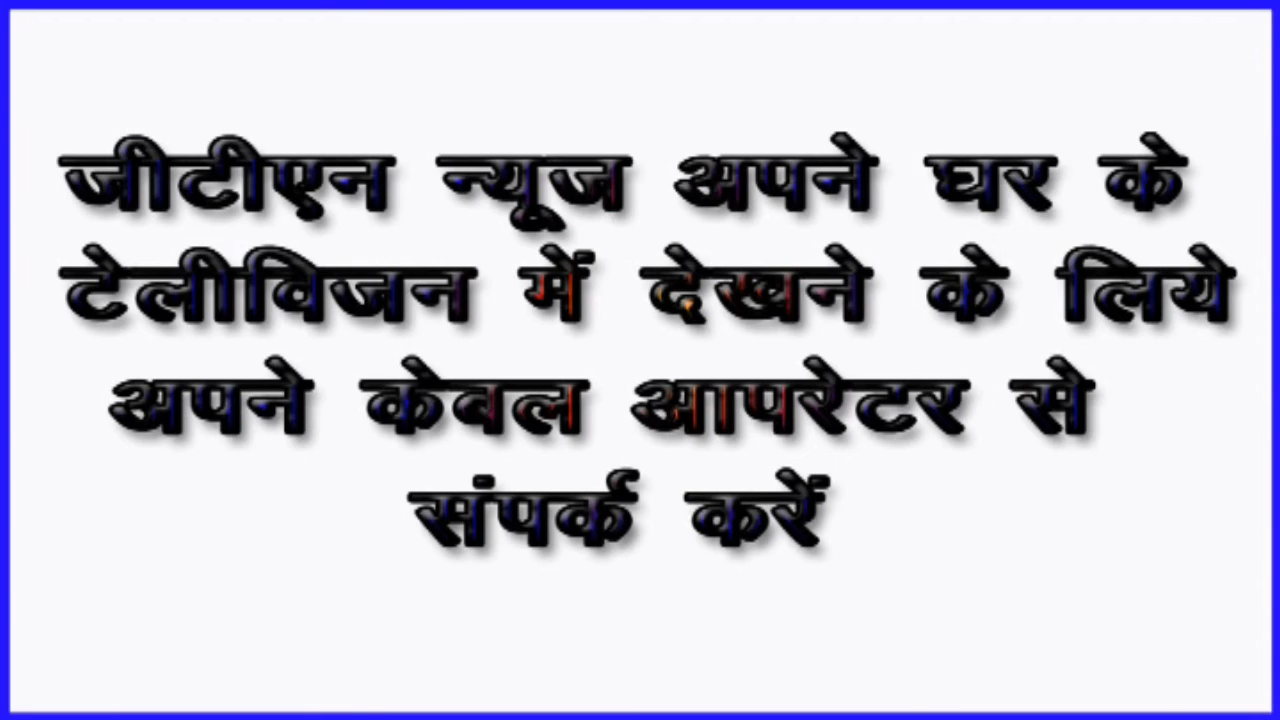 जीटीएन न्यूज अपने घर के
टेलीविजन में देखने के लिये
अपने केबल आपरेटर से
संपर्क करें